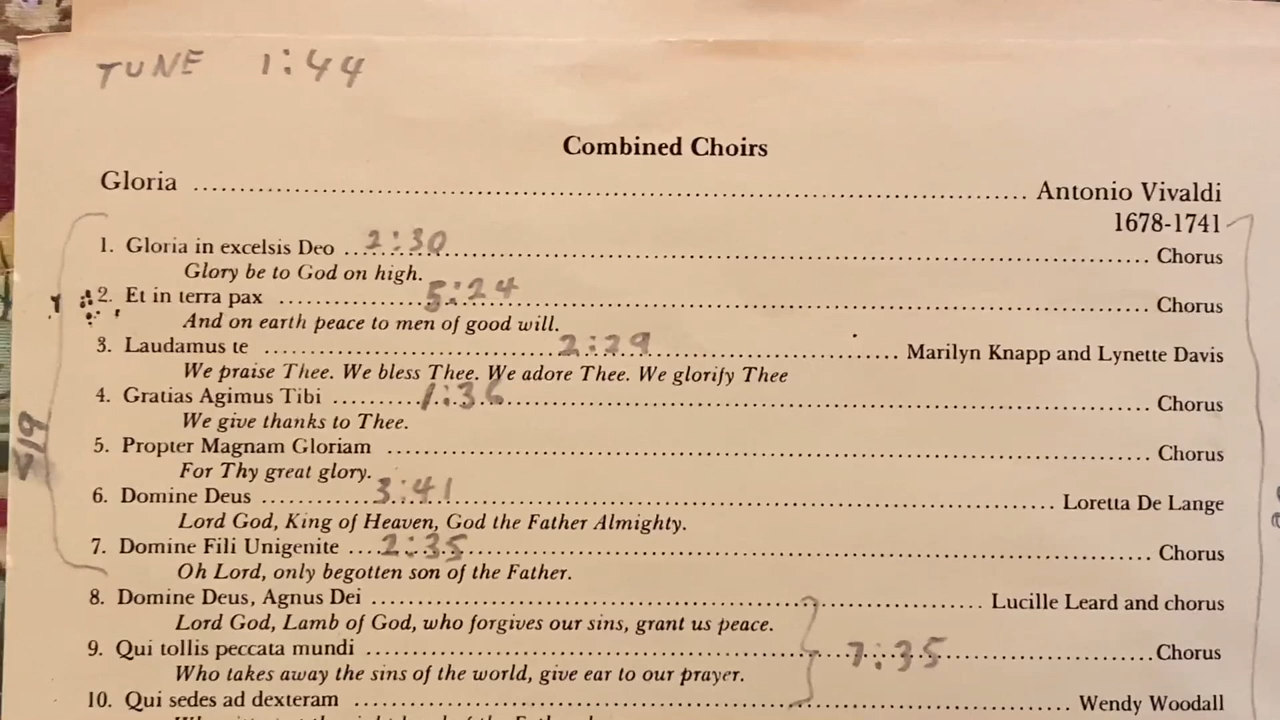 TUNE 1:44
Combined Choirs
Gloria ........ Antonio Vivaldi
1678-1741
1. Gloria in excelsis Deo ... 2:30 ........ Chorus
Glory be to God on high.
2. Et in terra pax ........ 5:24 ........ Chorus
And on earth peace to men of good will.
3. Laudamus te ........ 2:29 ........ Marilyn Knapp and Lynette Davis
We praise Thee. We bless Thee. We adore Thee. We glorify Thee
4. Gratias Agimus Tibi ........ 1:36 ........ Chorus
We give thanks to Thee.
5. Propter Magnam Gloriam ........ Chorus
For Thy great glory.
6. Domine Deus ........ 3:41 ........ Loretta De Lange
Lord God, King of Heaven, God the Father Almighty.
7. Domine Fili Unigenite .... 2:35 ........ Chorus
Oh Lord, only begotten son of the Father.
8. Domine Deus, Agnus Dei ........ Lucille Leard and chorus
Lord God, Lamb of God, who forgives our sins, grant us peace.
9. Qui tollis peccata mundi ........ 7:35 ........ Chorus
Who takes away the sins of the world, give ear to our prayer.
10. Qui sedes ad dexteram ........ Wendy Woodall